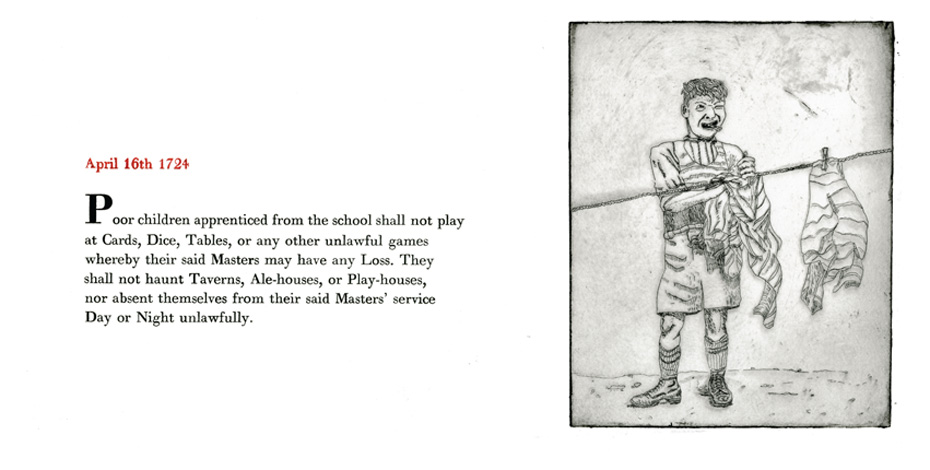 April 16th 1724
Poor children apprenticed from the school shall not play
at Cards, Dice, Tables, or any other unlawful games
whereby their said Masters may have any Loss. They
shall not haunt Taverns, Ale-houses, or Play-houses,
nor absent themselves from their said Masters' service
Day or Night unlawfully.